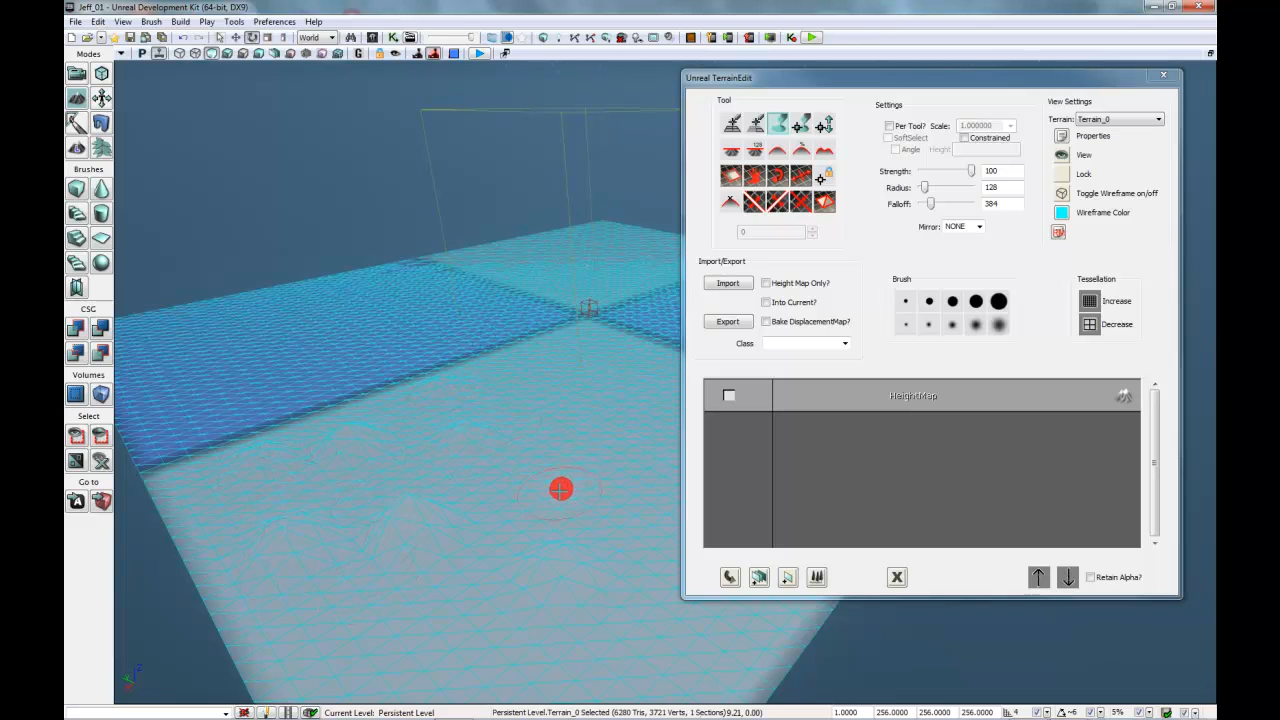 Jeff_01 - Unreal Development Kit (64-bit, DX9)
File Edit View Brush Build Play Tools Preferences Help
World
Modes
P G
Brushes
CSG
Volumes
Select
Go to
Unreal TerrainEdit
Tool
128
%
0
Settings
Per Tool? Scale: 1.000000
SoftSelect Constrained
Angle Height
Strength: 100
Radius: 128
Falloff: 384
Mirror: NONE
View Settings
Terrain: Terrain_0
Properties
View
Lock
Toggle Wireframe on/off
Wireframe Color
Import/Export
Import Height Map Only?
Into Current?
Export Bake DisplacementMap?
Class
Brush
Tessellation
Increase
Decrease
HeightMap
Retain Alpha?
Current Level: Persistent Level
Persistent Level.Terrain_0 Selected (6280 Tris, 3721 Verts, 1 Sections)9.21, 0.00)
1.0000 256.0000 256.0000 256.0000 4 ~6 5%